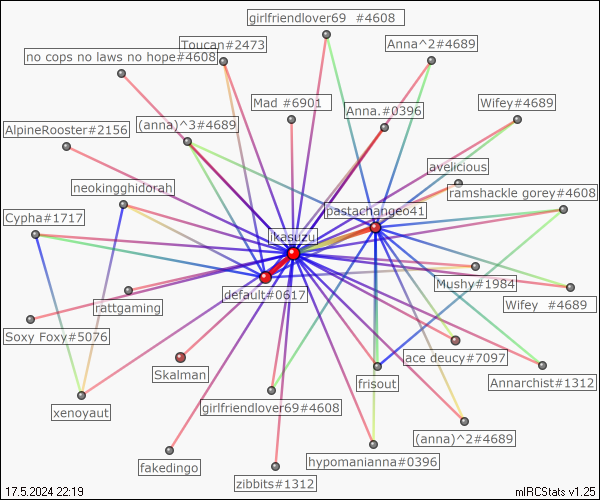 girlfriendlover69  #4608
Toucan#2473
Anna^2#4689
no cops no laws no hope#4608
Mad #6901
Anna.#0396
Wifey#4689
AlpineRooster#2156
(anna)^3#4689
avelicious
neokingghidorah
ranshackle gorey#4608
Cypha#1717
pastachangeo41
ikasuzu
default#0617
Mushy#1984
rattgaming
Wifey  #4689
Soxy Foxy#5076
Skalman
ace deucy#7097
frisout
Annarchist#1312
xenoyaut
girlfriendlover69#4608
(anna)^2#4689
fakedingo
hypomanianna#0396
zibbits#1312
17.5.2024 22:19
mIRCStats v1.25